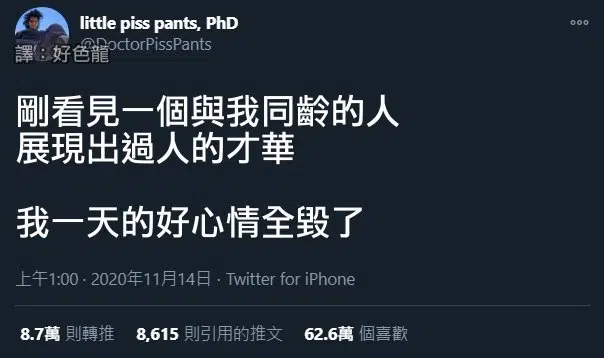 little piss pants, PhD
@DoctorPissPants
譯：好色龍
剛看見一個與我同齡的人
展現出過人的才華
我一天的好心情全毀了
上午1:00 · 2020年11月14日 · Twitter for iPhone
8.7萬 則轉推 8,615 則引用的推文 62.6萬 個喜歡